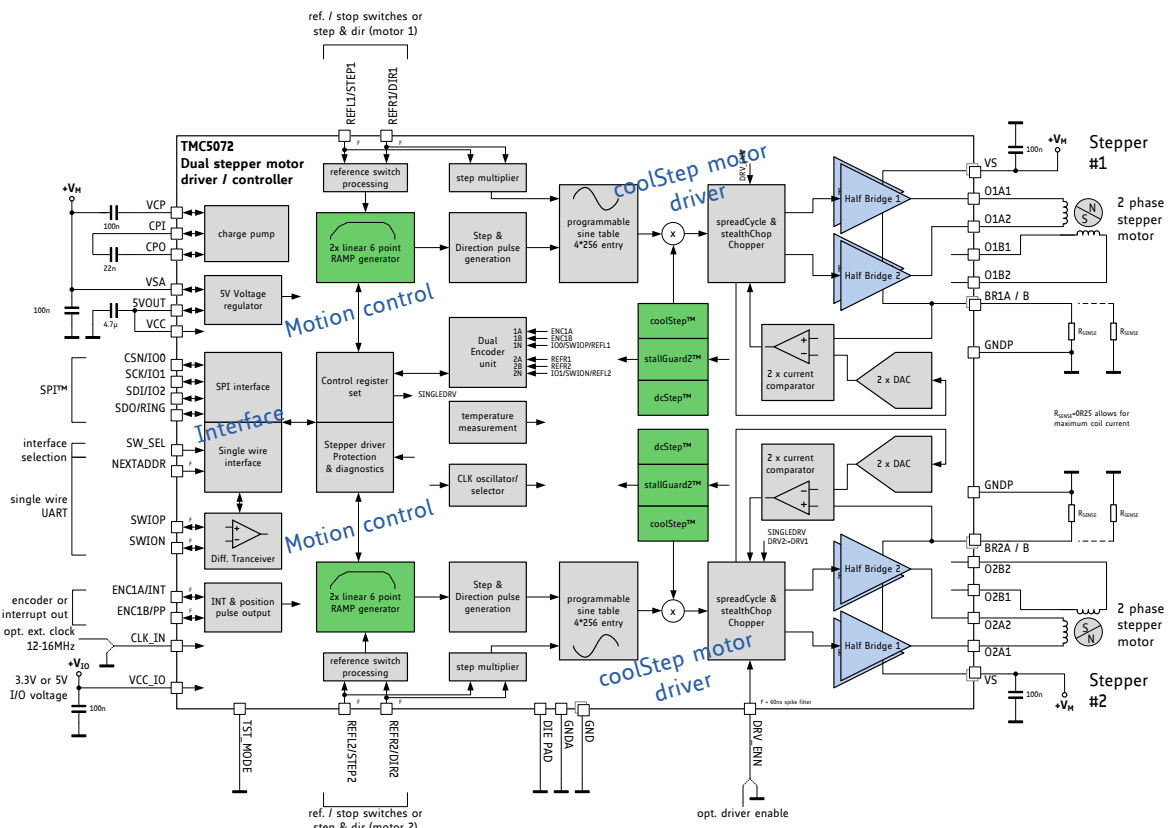 ref. / stop switches or
step & dir (motor 1)
REFL1/STEP1
REFR1/DIR1
F
F
TMC5072
Dual stepper motor
driver / controller
reference switch
processing
step multiplier
coolStep motor
driver
DRV_ENN
+VM
100n
VS
Stepper
#1
+VM
VCP
100n
CPI
CPO
22n
charge pump
2x linear 6 point
RAMP generator
Step &
Direction pulse
generation
programmable
sine table
4*256 entry
x
spreadCycle &
stealthChop
Chopper
Half Bridge 1
Half Bridge 2
O1A1
O1A2
O1B1
O1B2
N
S
2 phase
stepper
motor
VSA
5VOUT
VCC
100n
4.7µ
5V Voltage
regulator
Motion control
BR1A / B
RSENSE
RSENSE
GNDP
coolStep™
stallGuard2™
dcStep™
2 x current
comparator
2 x DAC
Dual
Encoder
unit
1A
1B
1N
2A
2B
2N
ENC1A
ENC1B
IO0/SWIOP/REFL1
REFR1
REFR2
IO1/SWION/REFL2
SPI™
CSN/IO0
SCK/IO1
SDI/IO2
SDO/RING
SPI interface
Control register
set
SINGLEDRV
temperature
measurement
RSENSE=0R25 allows for
maximum coil current
Interface
interface
selection
SW_SEL
NEXTADDR
F
Single wire
interface
Stepper driver
Protection
& diagnostics
CLK oscillator/
selector
dcStep™
stallGuard2™
coolStep™
2 x current
comparator
2 x DAC
GNDP
RSENSE
RSENSE
single wire
UART
SWIOP
SWION
F
F
+
-
Diff. Tranceiver
Motion control
SINGLEDRV
DRV2:=DRV1
BR2A / B
O2B2
O2B1
O2A2
O2A1
encoder or
interrupt out
ENC1A/INT
ENC1B/PP
F
F
INT & position
pulse output
2x linear 6 point
RAMP generator
Step &
Direction pulse
generation
programmable
sine table
4*256 entry
x
spreadCycle &
stealthChop
Chopper
Half Bridge 2
Half Bridge 1
S
N
2 phase
stepper
motor
opt. ext. clock
12-16MHz
CLK_IN
+VIO
3.3V or 5V
I/O voltage
VCC_IO
100n
reference switch
processing
step multiplier
coolStep motor
driver
VS
100n
+VM
Stepper
#2
F = 60ns spike filter
F
F
TST_MODE
REFL2/STEP2
REFR2/DIR2
DIE PAD
GNDA
GND
DRV_ENN
ref. / stop switches or
step & dir (motor 2)
opt. driver enable